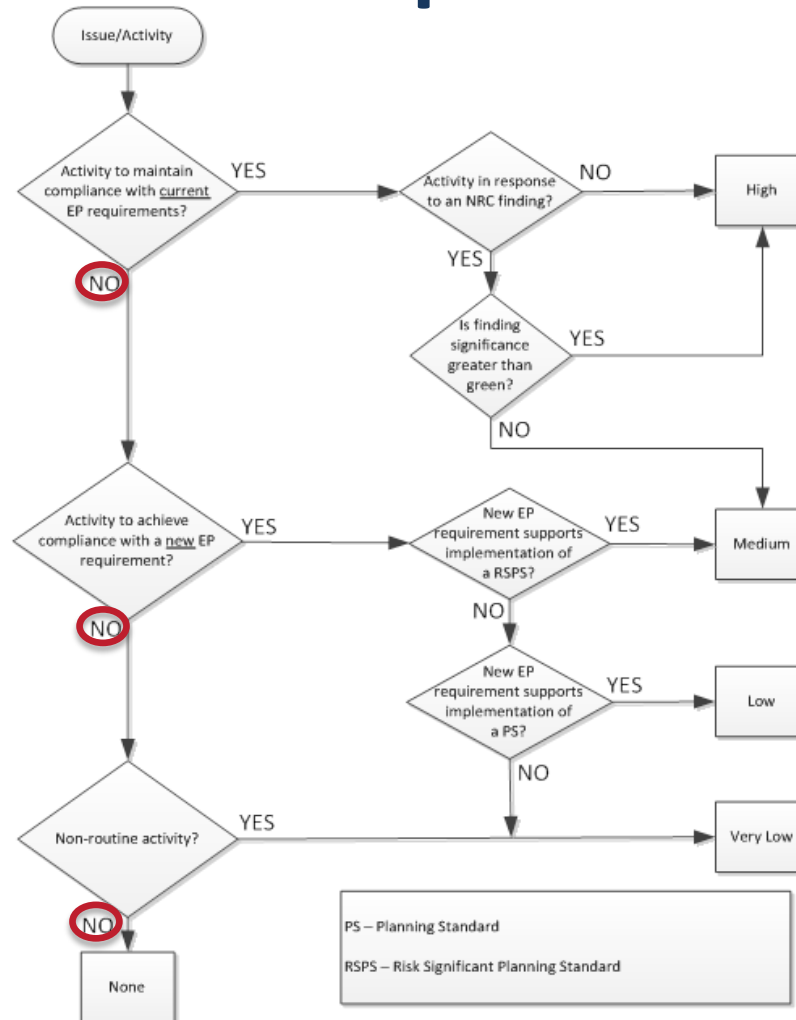 Issue/Activity
Activity to maintain
compliance with current
EP requirements?
YES
Activity in response
to an NRC finding?
NO
High
NO
YES
Is finding
significance
greater than
green?
YES
NO
Activity to achieve
compliance with a new EP
requirement?
YES
New EP
requirement supports
implementation of
a RSPS?
YES
Medium
NO
NO
New EP
requirement supports
implementation of
a PS?
YES
Low
NO
Non-routine activity?
YES
Very Low
NO
None
PS – Planning Standard
RSPS – Risk Significant Planning Standard